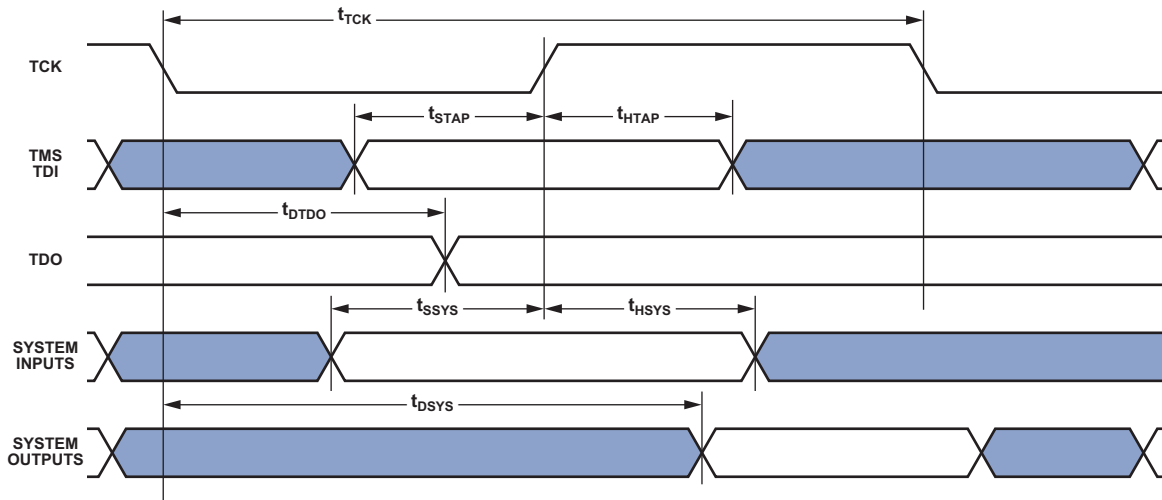 tTCK
TCK
tSTAP
tHTAP
TMS
TDI
tDTDO
TDO
tSSYS
tHSYS
SYSTEM
INPUTS
tDSYS
SYSTEM
OUTPUTS